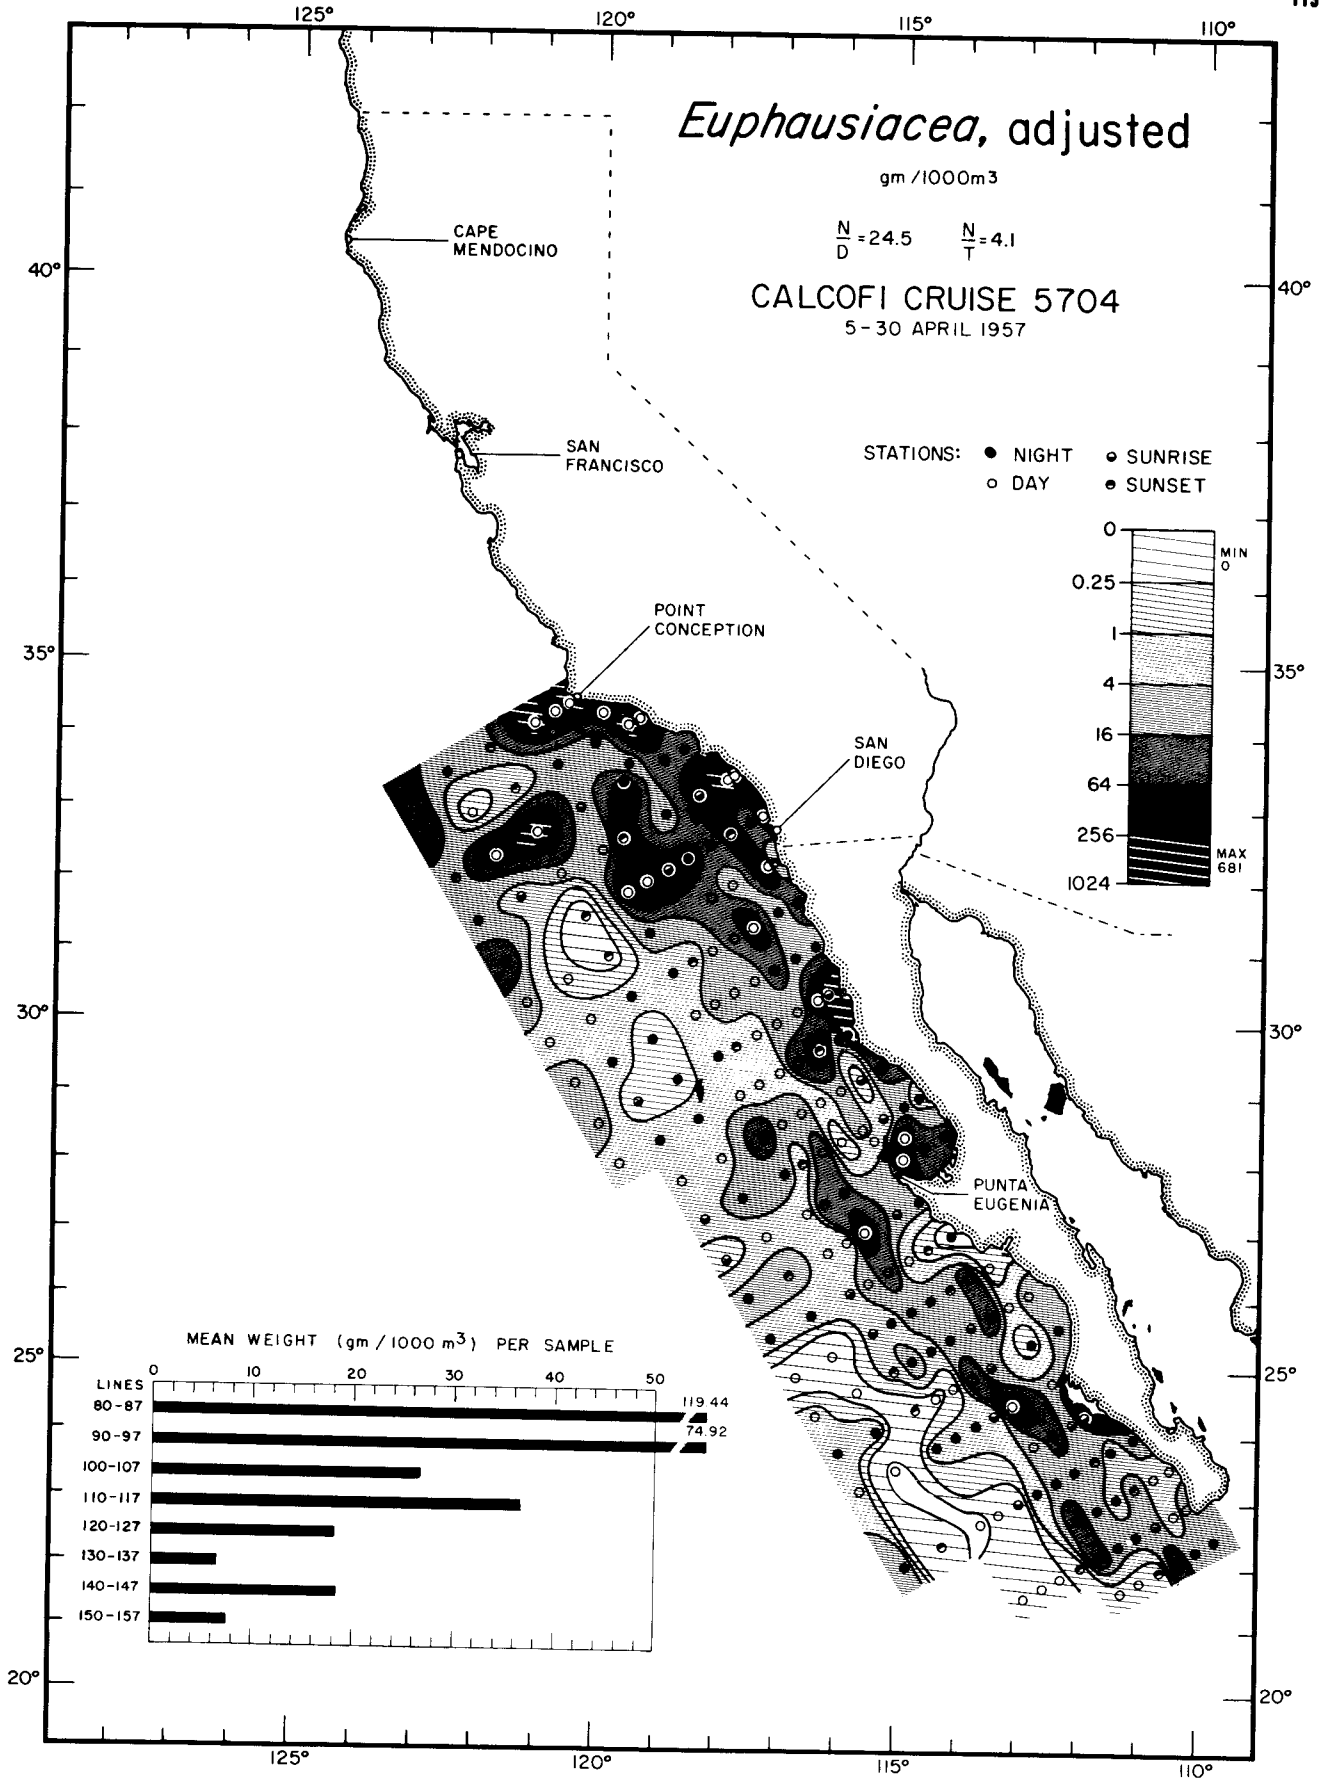 125°
120°
115°
110°
Euphausiacea, adjusted
gm/1000m3
N/D = 24.5 N/T = 4.1
CALCOFI CRUISE 5704
5-30 APRIL 1957
CAPE
MENDOCINO
40°
40°
SAN
FRANCISCO
STATIONS: NIGHT SUNRISE
DAY SUNSET
0
MIN
0
0.25
1
4
16
64
256
MAX
681
1024
POINT
CONCEPTION
35°
35°
SAN
DIEGO
30°
30°
PUNTA
EUGENIA
MEAN WEIGHT (gm/1000 m3) PER SAMPLE
25°
25°
0 10 20 30 40 50
LINES
80-87 119.44
90-97 74.92
100-107
110-117
120-127
130-137
140-147
150-157
20°
20°
125°
120°
115°
110°